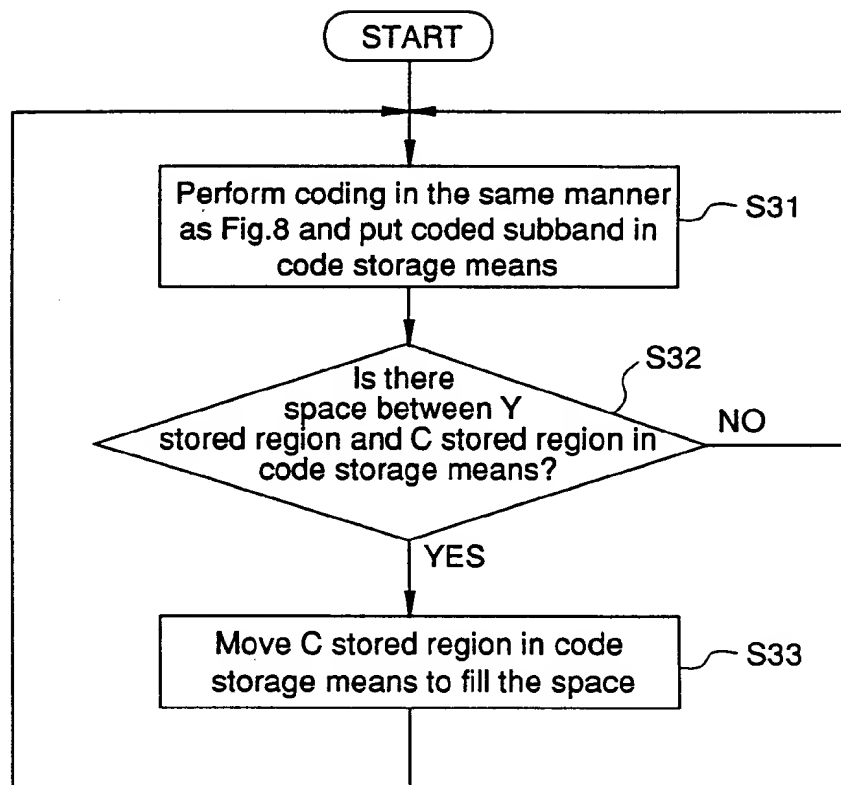 START
Perform coding in the same manner
as Fig.8 and put coded subband in
code storage means
S31
Is there
space between Y
stored region and C stored region in
code storage means?
S32
NO
YES
Move C stored region in code
storage means to fill the space
S33